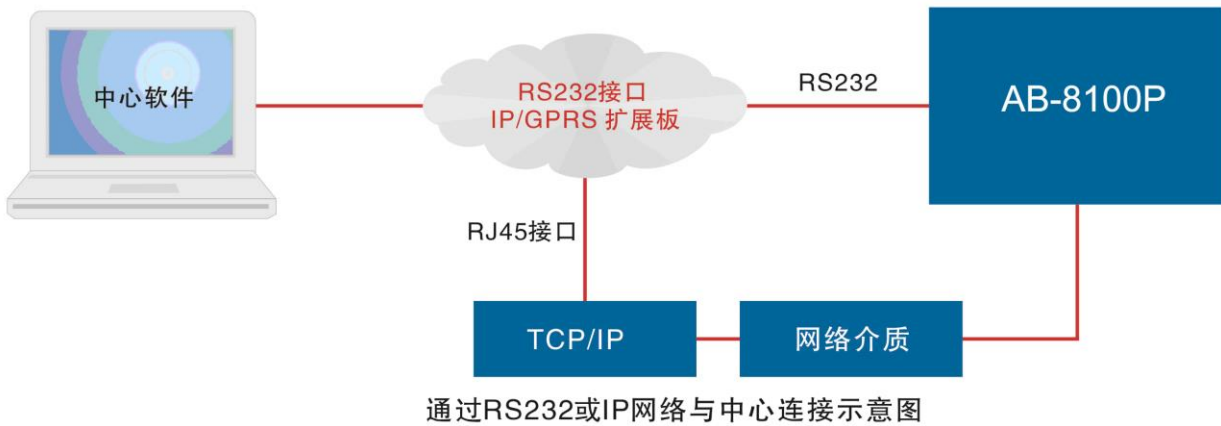 中心软件
RS232接口
IP/GPRS 扩展板
RS232
AB-8100P
RJ45接口
TCP/IP
网络介质
通过RS232或IP网络与中心连接示意图